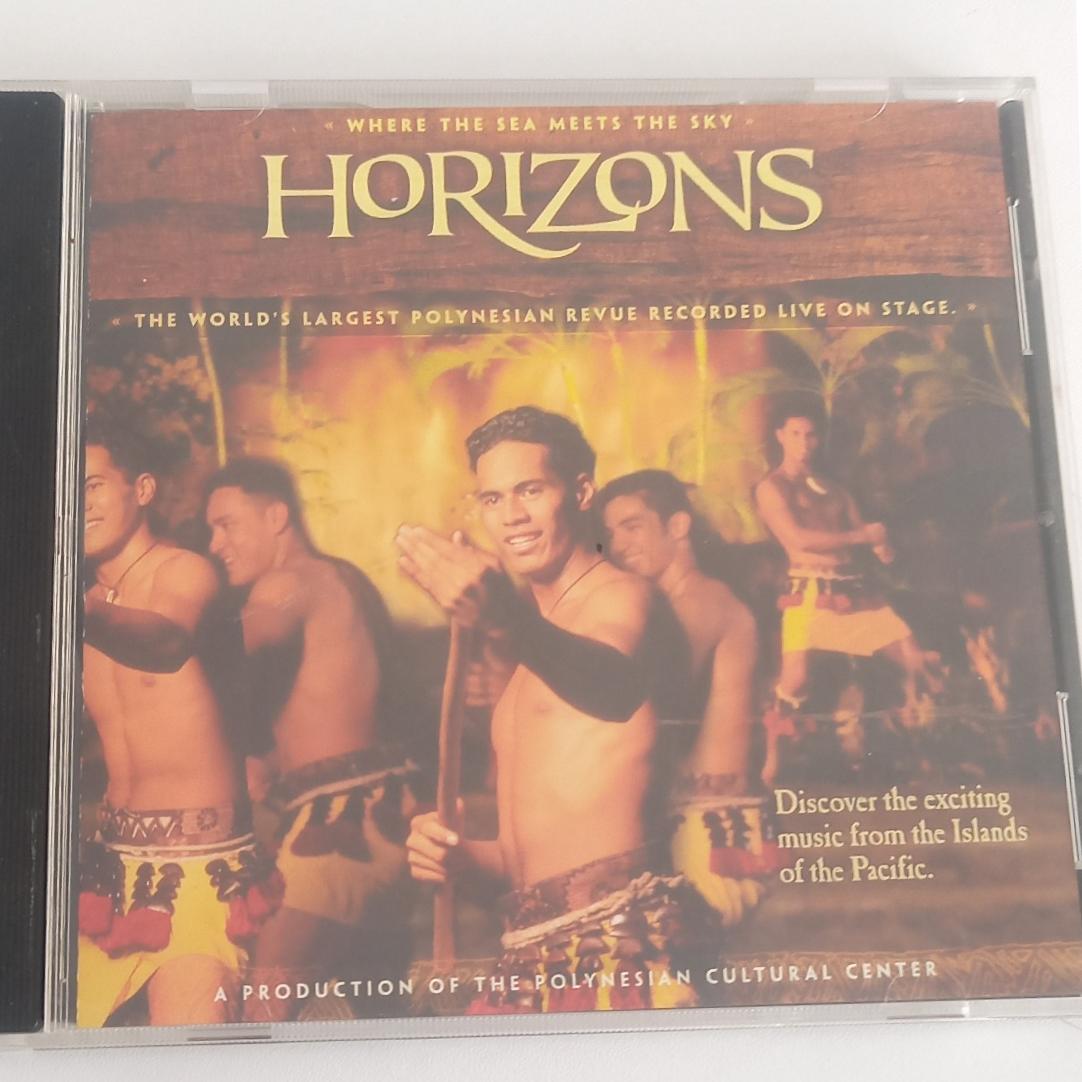 « WHERE THE SEA MEETS THE SKY »
HORIZONS
« THE WORLD'S LARGEST POLYNESIAN REVUE RECORDED LIVE ON STAGE. »
Discover the exciting
music from the Islands
of the Pacific.
A PRODUCTION OF THE POLYNESIAN CULTURAL CENTER